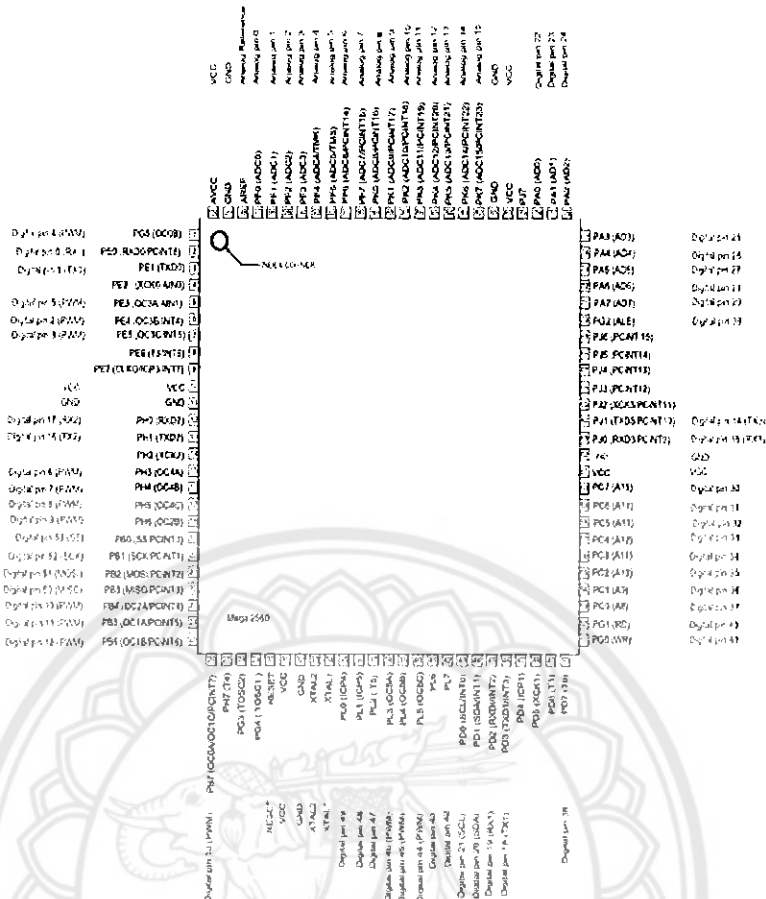 VCC
GND
Analog Reference
Analog pin 0
Analog pin 1
Analog pin 2
Analog pin 3
Analog pin 4
Analog pin 5
Analog pin 6
Analog pin 7
Analog pin 8
Analog pin 9
Analog pin 10
Analog pin 11
Analog pin 12
Analog pin 13
Analog pin 14
Analog pin 15
GND
VCC
Digital pin 22
Digital pin 23
Digital pin 24
AVCC
GND
AREF
PF0 (ADC0)
PF1 (ADC1)
PF2 (ADC2)
PF3 (ADC3)
PF4 (ADC4/TMK)
PF5 (ADC5/TMS)
PK0 (ADC8/PCINT16)
PK1 (ADC9/PCINT17)
PK2 (ADC10/PCINT18)
PK3 (ADC11/PCINT19)
PK4 (ADC12/PCINT20)
PK5 (ADC13/PCINT21)
PK6 (ADC14/PCINT22)
PK7 (ADC15/PCINT23)
GND
VCC
PJ7
PA0 (AD0)
PA1 (AD1)
PA2 (AD2)
INDEX CORNER
Digital pin 4 (PWM) PG5 (OC0B)
Digital pin 0 (RX0) PE0 (RXD0/PCINT8)
Digital pin 1 (TX0) PE1 (TXD0)
PE2 (XCK0/AIN0)
Digital pin 5 (PWM) PE3 (OC3A/AIN1)
Digital pin 2 (PWM) PE4 (OC3B/INT4)
Digital pin 3 (PWM) PE5 (OC3C/INT5)
PE6 (T3/INT6)
PE7 (CLKO/ICP3/INT7)
VCC VCC
GND GND
Digital pin 17 (RX2) PH0 (RXD2)
Digital pin 16 (TX2) PH1 (TXD2)
PH2 (XCK2)
Digital pin 6 (PWM) PH3 (OC4A)
Digital pin 7 (PWM) PH4 (OC4B)
Digital pin 8 (PWM) PH5 (OC4C)
Digital pin 9 (PWM) PH6 (OC2B)
Digital pin 53 (SS) PB0 (SS/PCINT0)
Digital pin 52 (SCK) PB1 (SCK/PCINT1)
Digital pin 51 (MOSI) PB2 (MOSI/PCINT2)
Digital pin 50 (MISO) PB3 (MISO/PCINT3)
Digital pin 10 (PWM) PB4 (OC2A/PCINT4)
Digital pin 11 (PWM) PB5 (OC1A/PCINT5)
Digital pin 12 (PWM) PB6 (OC1B/PCINT6)
Mega 2560
PA3 (AD3) Digital pin 25
PA4 (AD4) Digital pin 26
PA5 (AD5) Digital pin 27
PA6 (AD6)
PA7 (AD7) Digital pin 29
PG2 (ALE) Digital pin 39
PJ6 (PCINT15)
PJ5 (PCINT14)
PJ4 (PCINT13)
PJ3 (PCINT12)
PJ2 (XCK3/PCINT11)
PJ1 (TXD3/PCINT10) Digital pin 14 (TX3)
PJ0 (RXD3/PCINT9) Digital pin 15 (RX3)
GND
VCC VCC
PC7 (A15) Digital pin 30
PC6 Digital pin 31
PC5 Digital pin 32
PC4 (A12)
PC3 (A11) Digital pin 34
PC2 Digital pin 35
PC1 (A9) Digital pin 36
PC0 (A8) Digital pin 37
PG1 (RD)
PG0 (WR) Digital pin 41
PB7 (OC0A/OC1C/PCINT7)
PH7 (T4)
PG3 (TOSC2)
PG4 (TOSC1)
RESET
VCC
GND
XTAL2
XTAL1
PL0 (ICP4)
PL1 (ICP5)
PL2 (T5)
PL3 (OC5A)
PL4 (OC5B)
PL5 (OC5C)
PL6
PL7
PD0 (SCL/INT0)
PD1 (SDA/INT1)
PD2 (RXDI/INT2)
PD3 (TXD1/INT3)
PD4 (ICP1)
PD5 (XCK1)
PD6 (T1)
PD7 (T0)
Digital pin 13 (PWM)
RESET
VCC
GND
XTAL2
XTAL1
Digital pin 49
Digital pin 48
Digital pin 47
Digital pin 46 (PWM)
Digital pin 45 (PWM)
Digital pin 44 (PWM)
Digital pin 43
Digital pin 42
Digital pin 21 (SCL)
Digital pin 20 (SDA)
Digital pin 19 (RX1)
Digital pin 18 (TX1)
Digital pin 38